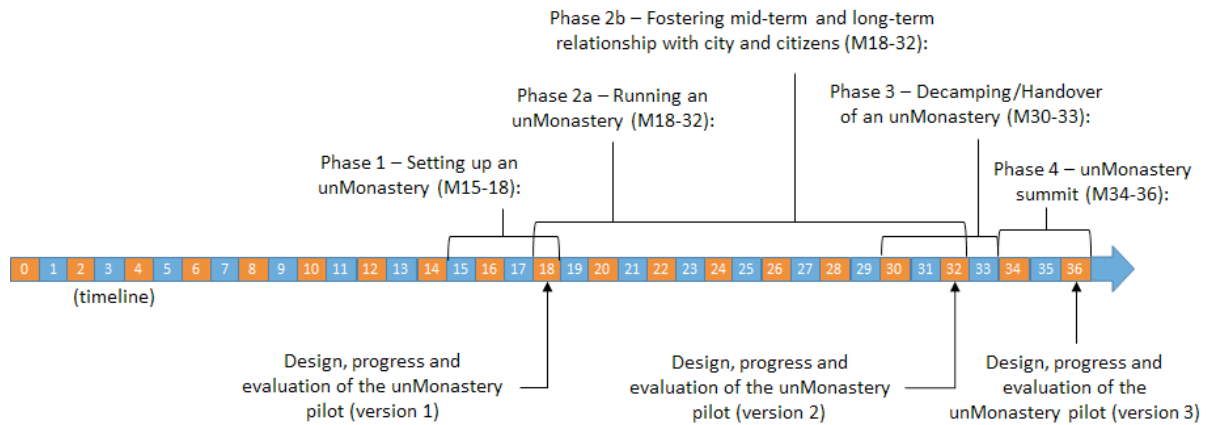 Phase 2b – Fostering mid-term and long-term
relationship with city and citizens (M18-32):
Phase 2a – Running an
unMonastery (M18-32):
Phase 3 – Decamping/Handover
of an unMonastery (M30-33):
Phase 1 – Setting up an
unMonastery (M15-18):
Phase 4 – unMonastery
summit (M34-36):
0 1 2 3 4 5 6 7 8 9 10 11 12 13 14 15 16 17 18 19 20 21 22 23 24 25 26 27 28 29 30 31 32 33 34 35 36
(timeline)
Design, progress and
evaluation of the unMonastery
pilot (version 1)
Design, progress and
evaluation of the unMonastery
pilot (version 2)
Design, progress and
evaluation of the
unMonastery pilot (version 3)